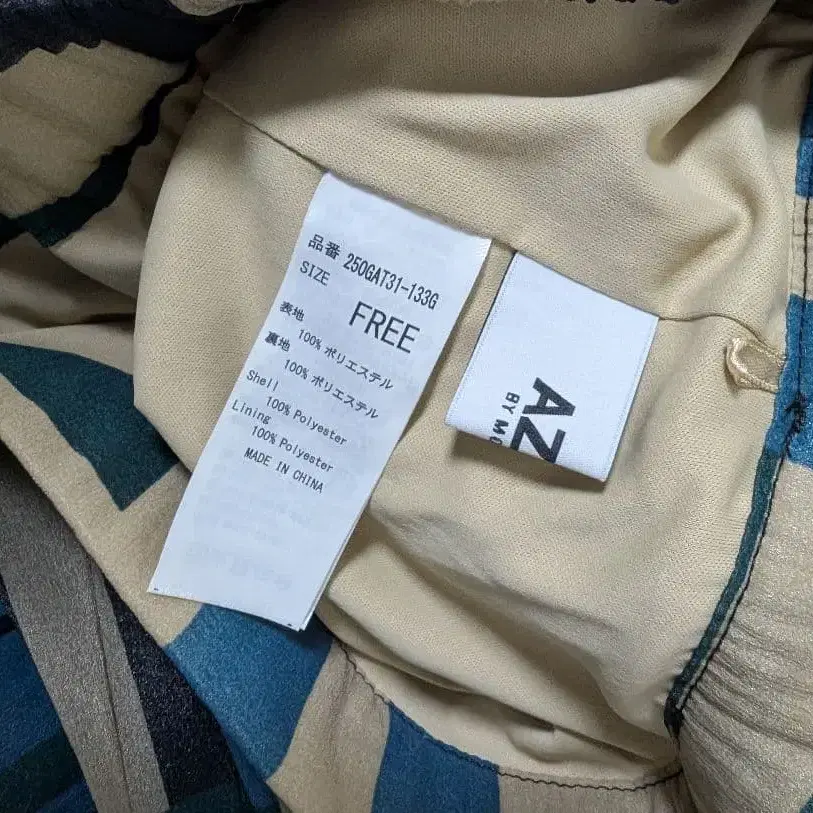 品番 250GAT31-133G
SIZE
FREE
表地
100% ポリエステル
裏地
100% ポリエステル
Shell
100% Polyester
Lining
100% Polyester
MADE IN CHINA
AZ
BY MO